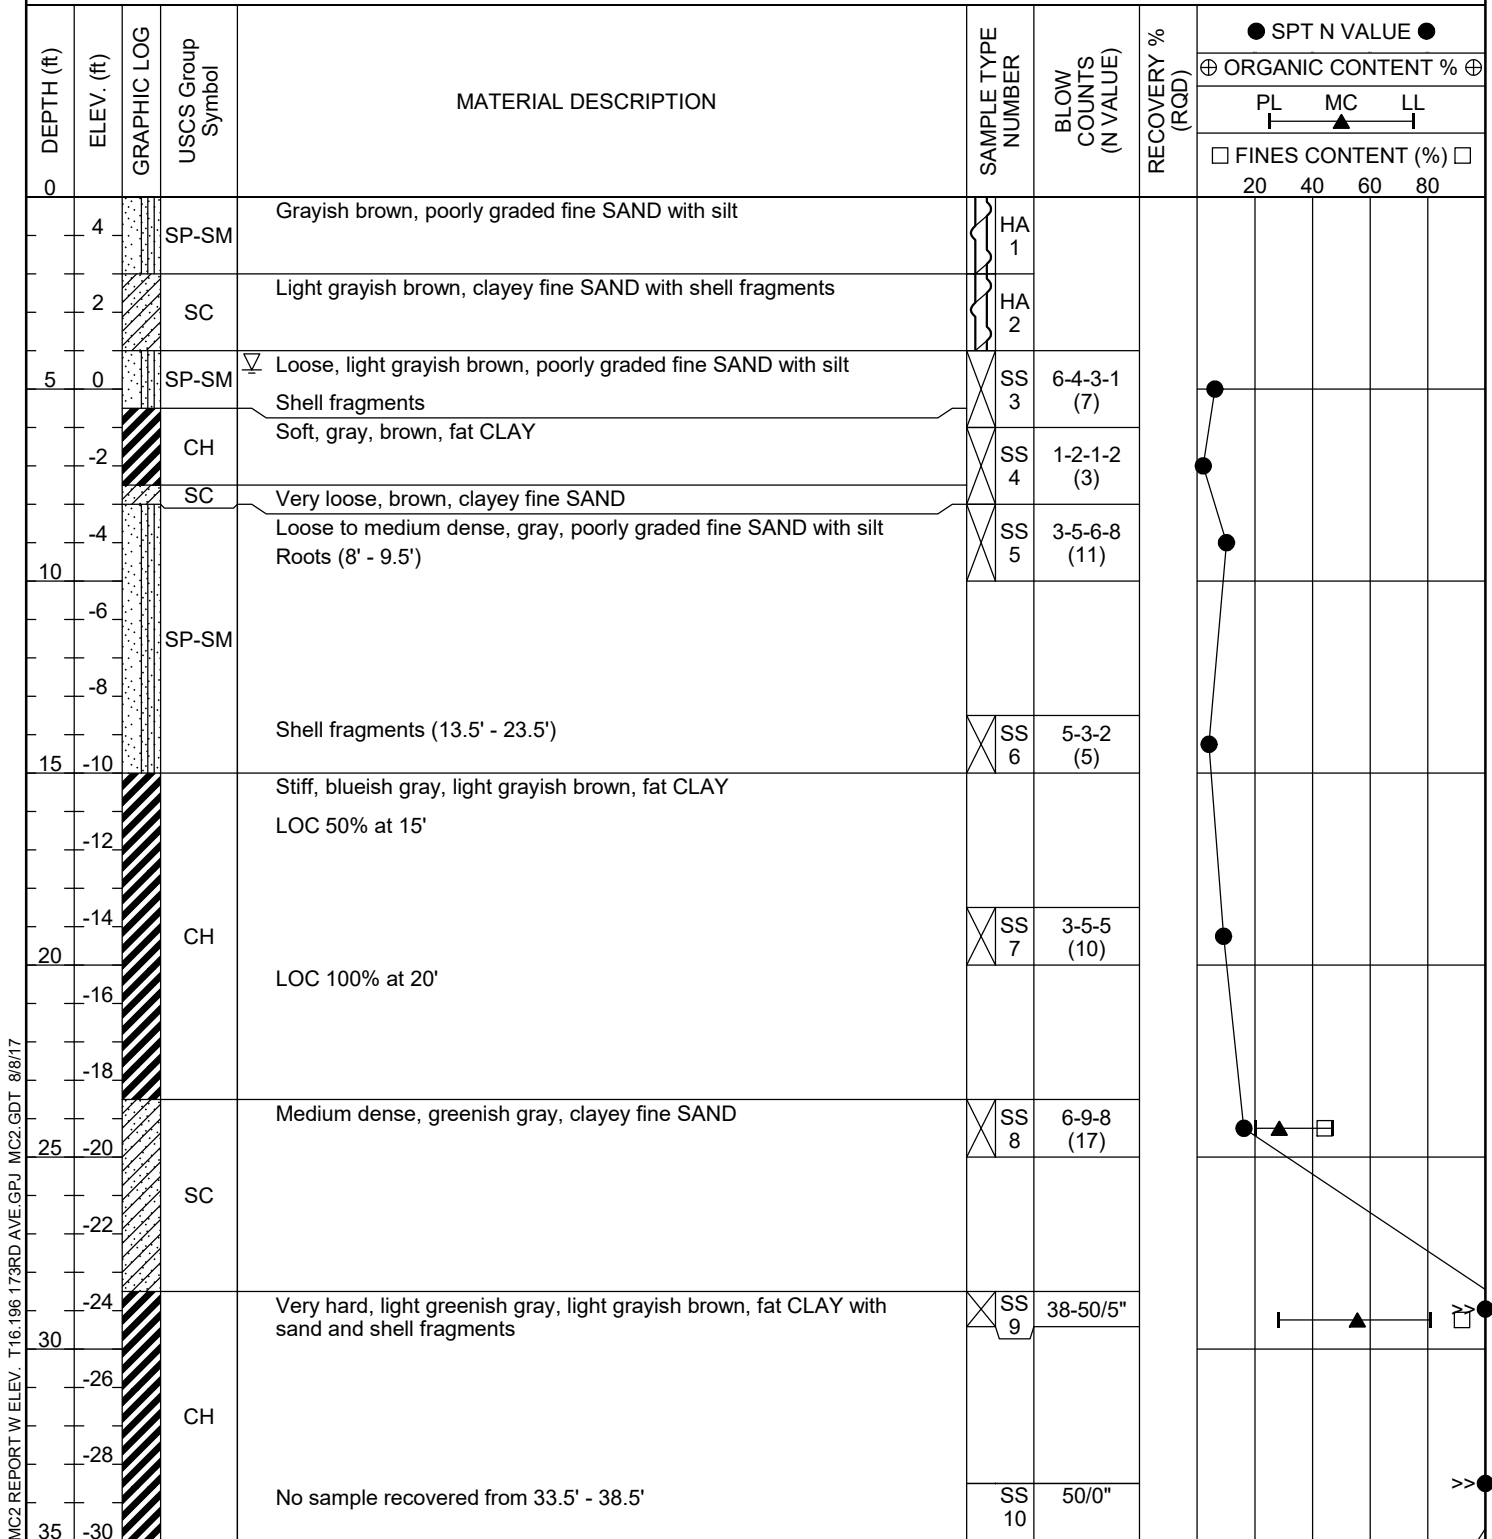 DEPTH (ft)
ELEV. (ft)
GRAPHIC LOG
USCS Group
Symbol
MATERIAL DESCRIPTION
SAMPLE TYPE
NUMBER
BLOW
COUNTS
(N VALUE)
RECOVERY %
(RQD)
SPT N VALUE
ORGANIC CONTENT %
PL MC LL
FINES CONTENT (%)
20 40 60 80
0
Grayish brown, poorly graded fine SAND with silt
4
SP-SM
HA
1
Light grayish brown, clayey fine SAND with shell fragments
2
SC
HA
2
Loose, light grayish brown, poorly graded fine SAND with silt
5
0
SP-SM
SS
3
6-4-3-1
(7)
Shell fragments
Soft, gray, brown, fat CLAY
CH
-2
SS
4
1-2-1-2
(3)
SC
Very loose, brown, clayey fine SAND
Loose to medium dense, gray, poorly graded fine SAND with silt
-4
SS
5
3-5-6-8
(11)
Roots (8' - 9.5')
10
-6
SP-SM
-8
Shell fragments (13.5' - 23.5')
SS
6
5-3-2
(5)
15
-10
Stiff, blueish gray, light grayish brown, fat CLAY
LOC 50% at 15'
-12
-14
CH
SS
7
3-5-5
(10)
20
LOC 100% at 20'
-16
-18
Medium dense, greenish gray, clayey fine SAND
SS
8
6-9-8
(17)
25
-20
SC
-22
-24
Very hard, light greenish gray, light grayish brown, fat CLAY with
sand and shell fragments
SS
9
38-50/5"
>>
30
-26
CH
-28
>>
No sample recovered from 33.5' - 38.5'
SS
10
50/0"
35
-30
MC2 REPORT W ELEV. T16.196 173RD AVE.GPJ MC2.GDT 8/8/17